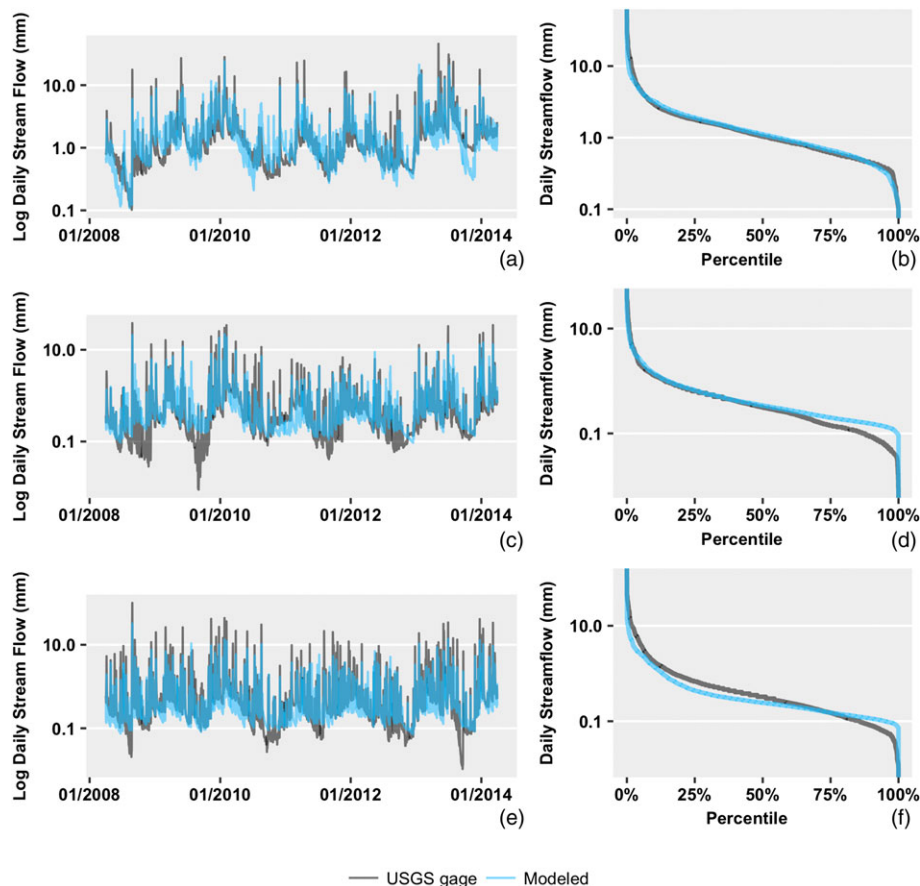 Log Daily Stream Flow (mm)
10.0
1.0
0.1
01/2008
01/2010
01/2012
01/2014
(a)
Daily Streamflow (mm)
10.0
1.0
0.1
0%
25%
50%
75%
100%
Percentile
(b)
Log Daily Stream Flow (mm)
10.0
0.1
01/2008
01/2010
01/2012
01/2014
(c)
Daily Streamflow (mm)
10.0
0.1
0%
25%
50%
75%
100%
Percentile
(d)
Log Daily Stream Flow (mm)
10.0
0.1
01/2008
01/2010
01/2012
01/2014
(e)
Daily Streamflow (mm)
10.0
0.1
0%
25%
50%
75%
100%
Percentile
(f)
USGS gage
Modeled